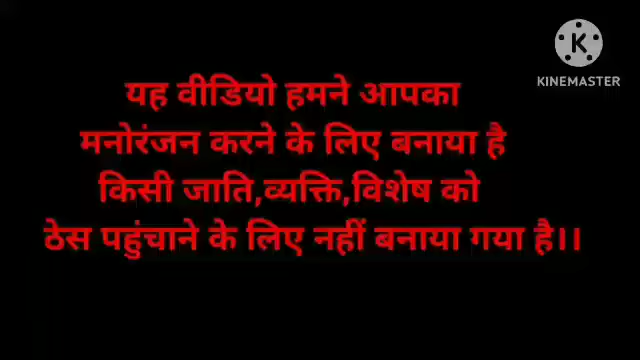 KINEMASTER
यह वीडियो हमने आपका
मनोरंजन करने के लिए बनाया है
किसी जाति,व्यक्ति,विशेष को
ठेस पहुंचाने के लिए नहीं बनाया गया है।।